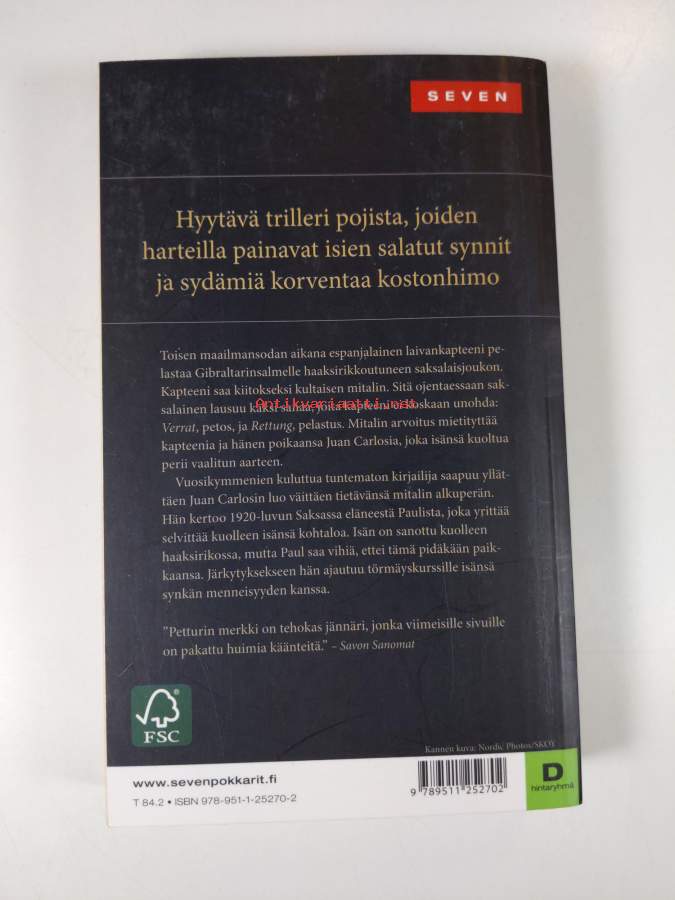 SEVEN
Hyytävä trilleri pojista, joiden
harteilla painavat isien salatut synnit
ja sydämiä korventaa kostonhimo
Toisen maailmansodan aikana espanjalainen laivankapteeni pe-
lastaa Gibraltarinsalmelle haaksirikkoutuneen saksalaisjoukon.
Kapteeni saa kiitokseksi kultaisen mitalin. Sitä ojentaessaan sak-
salainen lausuu kaksi sanaa, joita kapteeni ei koskaan unohda:
Antikvariaatti.net
Verrat, petos, ja Rettung, pelastus. Mitalin arvoitus mietityttää
kapteenia ja hänen poikaansa Juan Carlosia, joka isänsä kuoltua
perii vaalitun aarteen.
Vuosikymmenien kuluttua tuntematon kirjailija saapuu yllät-
täen Juan Carlosin luo väittäen tietävänsä mitalin alkuperän.
Hän kertoo 1920-luvun Saksassa eläneestä Paulista, joka yrittää
selvittää kuolleen isänsä kohtaloa. Isän on sanottu kuolleen
haaksirikossa, mutta Paul saa vihiä, ettei tämä pidäkään paik-
kaansa. Järkytyksekseen hän ajautuu törmäyskurssille isänsä
synkän menneisyyden kanssa.
"Petturin merkki on tehokas jännäri, jonka viimeisille sivuille
on pakattu huimia käänteitä." – Savon Sanomat
FSC
Kannen kuva: Nordic Photos/SKOY
www.sevenpokkarit.fi
T 84.2 • ISBN 978-951-1-25270-2
9 789511 252702
D
hintaryhmä